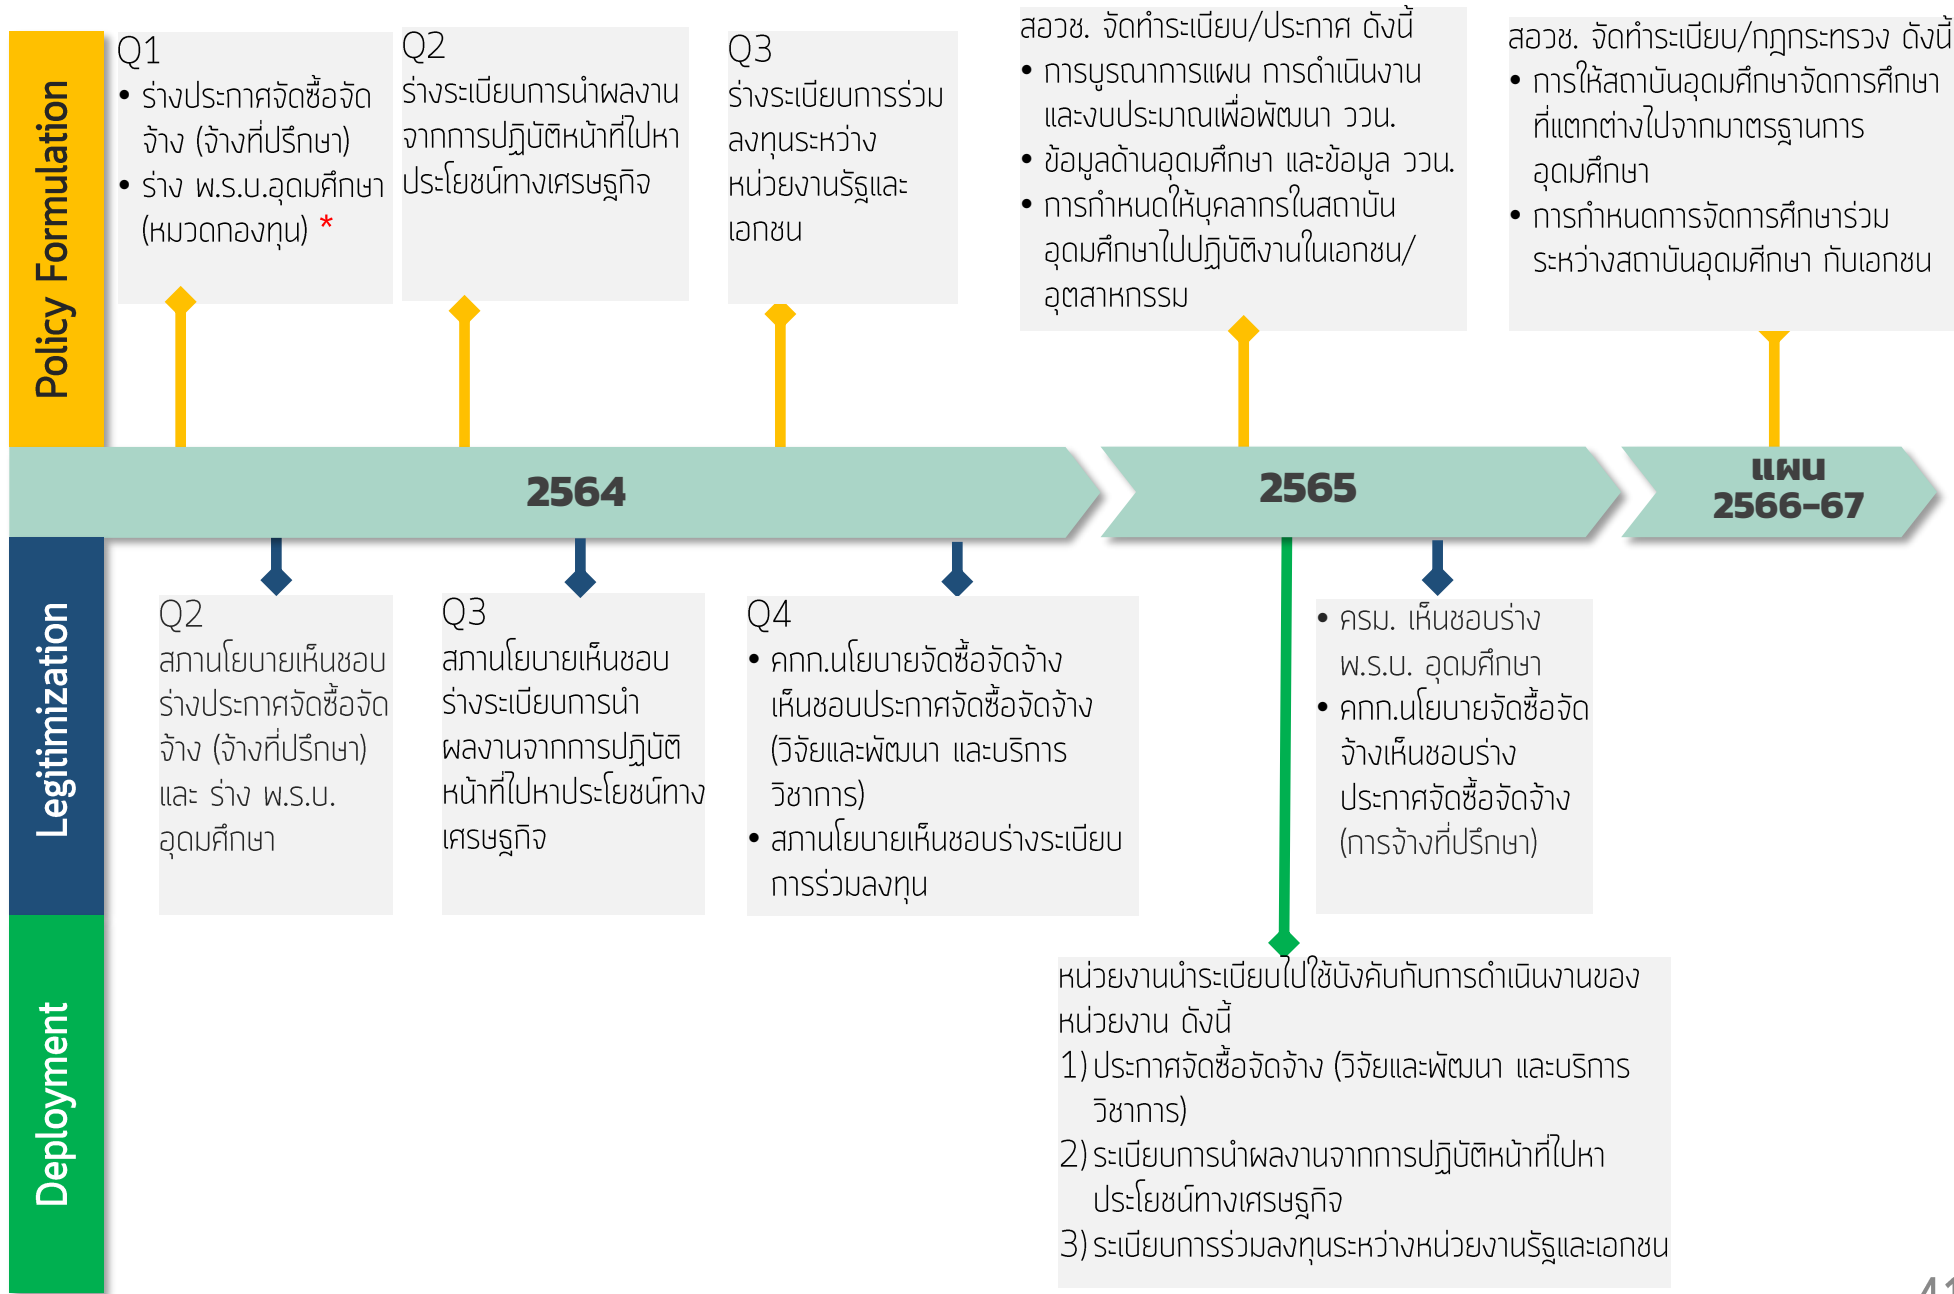 Policy Formulation
Q1
• ร่างประกาศจัดซื้อจัด
จ้าง (จ้างที่ปรึกษา)
• ร่าง พ.ร.บ.อุดมศึกษา
(หมวดกองทุน) *
Q2
ร่างระเบียบการนำผลงาน
จากการปฏิบัติหน้าที่ไปหา
ประโยชน์ทางเศรษฐกิจ
Q3
ร่างระเบียบการร่วม
ลงทุนระหว่าง
หน่วยงานรัฐและ
เอกชน
สอวช. จัดทำระเบียบ/ประกาศ ดังนี้
• การบูรณาการแผน การดำเนินงาน
และงบประมาณเพื่อพัฒนา ววน.
• ข้อมูลด้านอุดมศึกษา และข้อมูล ววน.
• การกำหนดให้บุคลากรในสถาบัน
อุดมศึกษาไปปฏิบัติงานในเอกชน/
อุตสาหกรรม
สอวช. จัดทำระเบียบ/กฎกระทรวง ดังนี้
• การให้สถาบันอุดมศึกษาจัดการศึกษา
ที่แตกต่างไปจากมาตรฐานการ
อุดมศึกษา
• การกำหนดการจัดการศึกษาร่วม
ระหว่างสถาบันอุดมศึกษา กับเอกชน
2564
2565
แผน
2566-67
Legitimization
Q2
สภานโยบายเห็นชอบ
ร่างประกาศจัดซื้อจัด
จ้าง (จ้างที่ปรึกษา)
และ ร่าง พ.ร.บ.
อุดมศึกษา
Q3
สภานโยบายเห็นชอบ
ร่างระเบียบการนำ
ผลงานจากการปฏิบัติ
หน้าที่ไปหาประโยชน์ทาง
เศรษฐกิจ
Q4
• คกก.นโยบายจัดซื้อจัดจ้าง
เห็นชอบประกาศจัดซื้อจัดจ้าง
(วิจัยและพัฒนา และบริการ
วิชาการ)
• สภานโยบายเห็นชอบร่างระเบียบ
การร่วมลงทุน
• ครม. เห็นชอบร่าง
พ.ร.บ. อุดมศึกษา
• คกก.นโยบายจัดซื้อจัด
จ้างเห็นชอบร่าง
ประกาศจัดซื้อจัดจ้าง
(การจ้างที่ปรึกษา)
Deployment
หน่วยงานนำระเบียบไปใช้บังคับกับการดำเนินงานของ
หน่วยงาน ดังนี้
1) ประกาศจัดซื้อจัดจ้าง (วิจัยและพัฒนา และบริการ
วิชาการ)
2) ระเบียบการนำผลงานจากการปฏิบัติหน้าที่ไปหา
ประโยชน์ทางเศรษฐกิจ
3) ระเบียบการร่วมลงทุนระหว่างหน่วยงานรัฐและเอกชน